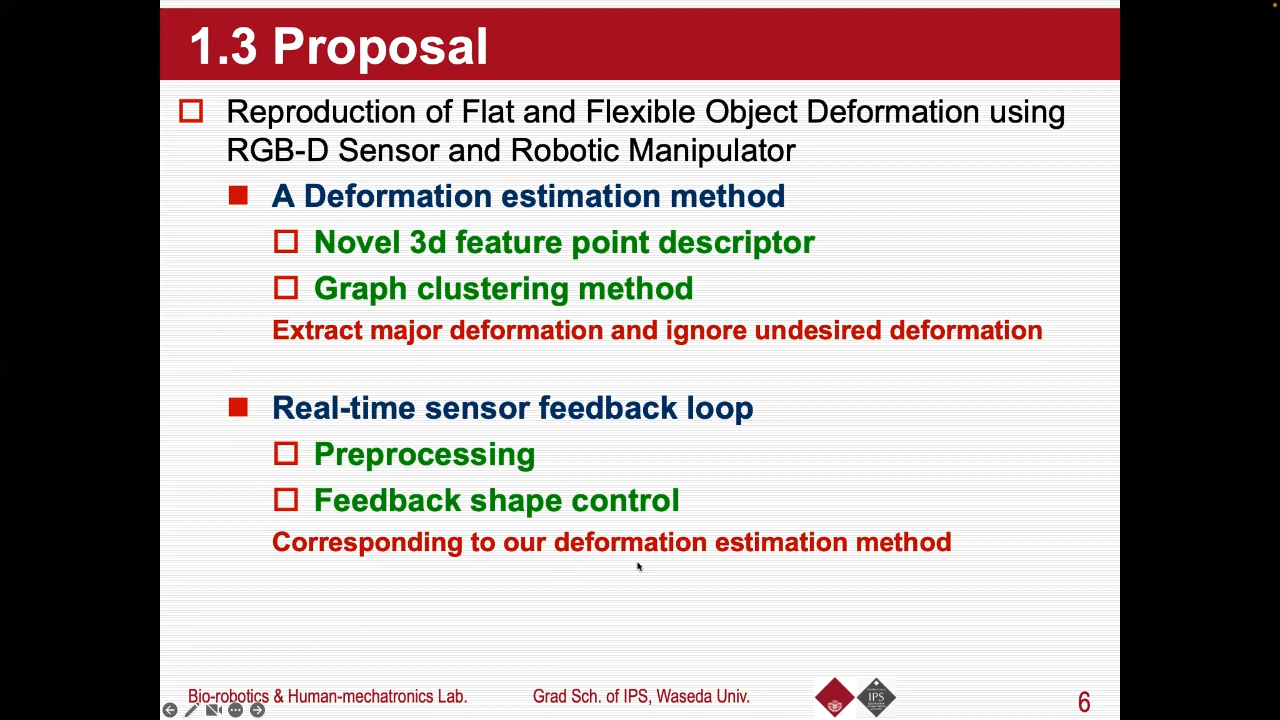 1.3 Proposal
Reproduction of Flat and Flexible Object Deformation using
RGB-D Sensor and Robotic Manipulator
A Deformation estimation method
Novel 3d feature point descriptor
Graph clustering method
Extract major deformation and ignore undesired deformation
Real-time sensor feedback loop
Preprocessing
Feedback shape control
Corresponding to our deformation estimation method
Bio-robotics & Human-mechatronics Lab.
Grad Sch. of IPS, Waseda Univ.
IPS
6